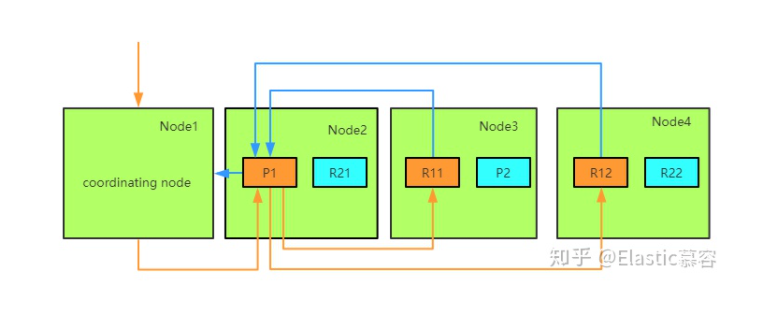 Node1
coordinating node
Node2
P1
R21
Node3
R11
P2
Node4
R12
R22
知乎 @Elastic慕容